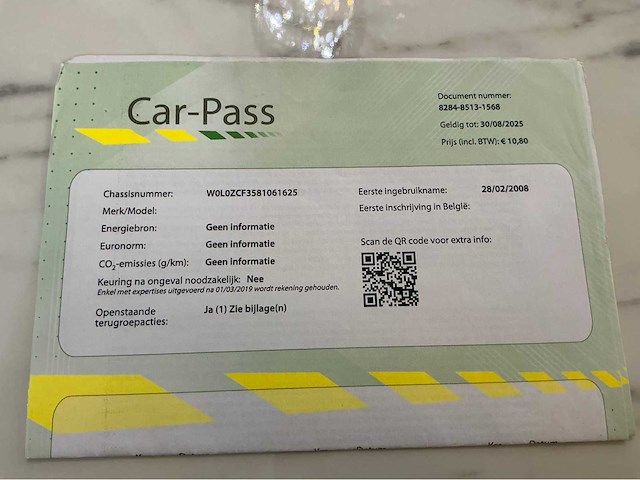 Car-Pass
Document nummer:
8284-8513-1568
Geldig tot: 30/08/2025
Prijs (incl. BTW): € 10,80
Chassisnummer: W0L0ZCF3581061625
Merk/Model:
Energiebron: Geen informatie
Euronorm: Geen informatie
CO₂-emissies (g/km): Geen informatie
Keuring na ongeval noodzakelijk: Nee
Enkel met expertises uitgevoerd na 01/03/2019 wordt rekening gehouden.
Openstaande
terugroepacties: Ja (1) Zie bijlage(n)
Eerste ingebruikname: 28/02/2008
Eerste inschrijving in België:
Scan de QR code voor extra info: